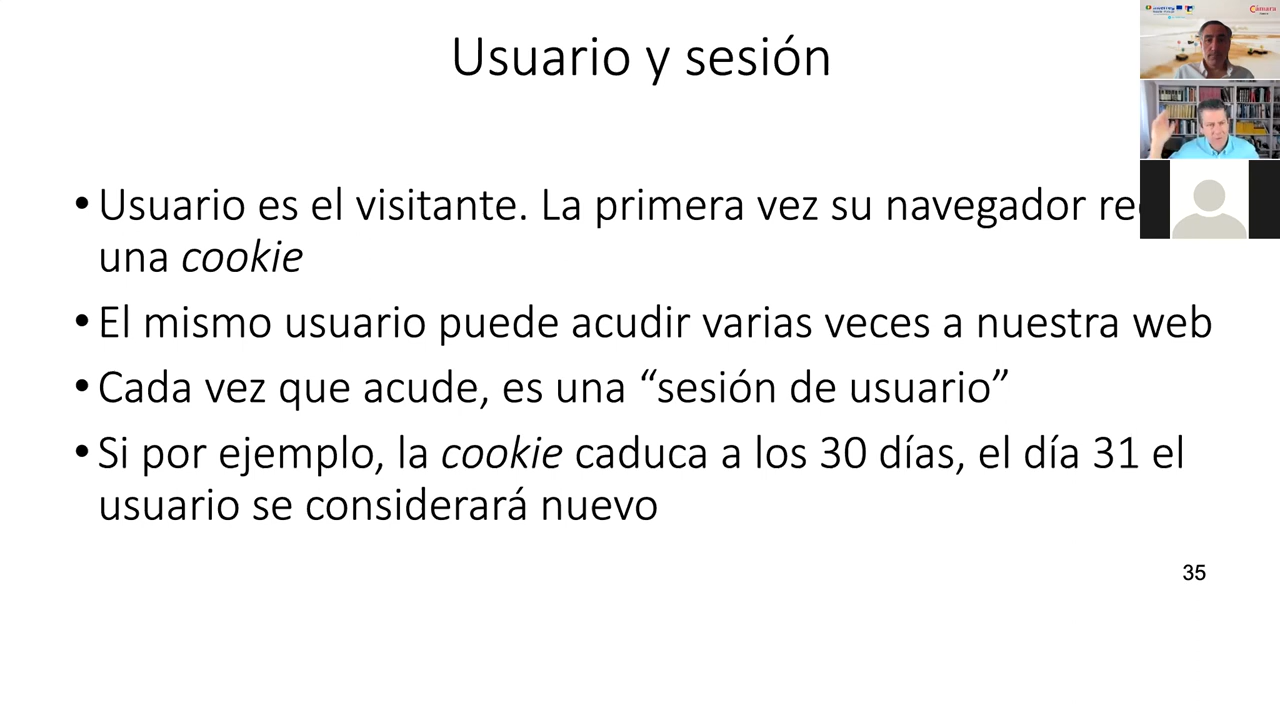 Usuario y sesión
Cámara
• Usuario es el visitante. La primera vez su navegador
una cookie
• El mismo usuario puede acudir varias veces a nuestra web
• Cada vez que acude, es una “sesión de usuario”
• Si por ejemplo, la cookie caduca a los 30 días, el día 31 el
usuario se considerará nuevo
35